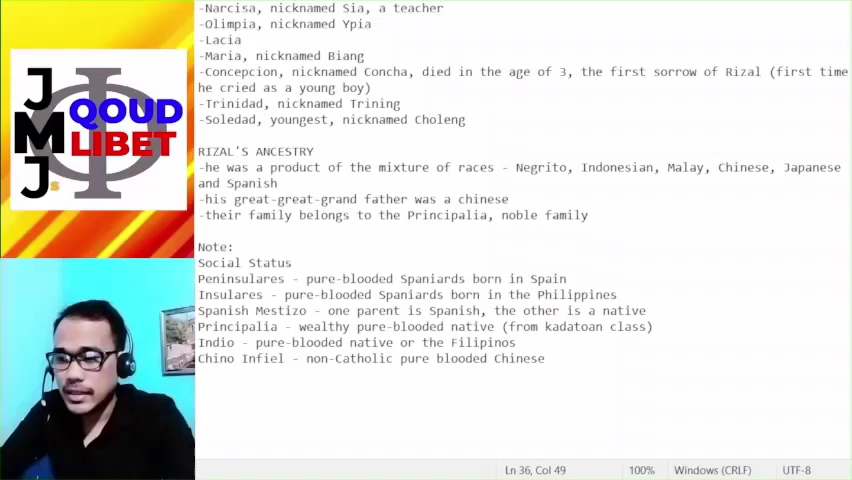 -Narcisa, nicknamed Sia, a teacher
-Olimpia, nicknamed Ypia
-Lacia
-Maria, nicknamed Biang
-Concepcion, nicknamed Concha, died in the age of 3, the first sorrow of Rizal (first time
he cried as a young boy)
-Trinidad, nicknamed Trining
-Soledad, youngest, nicknamed Choleng
RIZAL'S ANCESTRY
-he was a product of the mixture of races - Negrito, Indonesian, Malay, Chinese, Japanese
and Spanish
-his great-great-grand father was a chinese
-their family belongs to the Principalia, noble family
Note:
Social Status
Peninsulares - pure-blooded Spaniards born in Spain
Insulares - pure-blooded Spaniards born in the Philippines
Spanish Mestizo - one parent is Spanish, the other is a native
Principalia - wealthy pure-blooded native (from kadatoan class)
Indio - pure-blooded native or the Filipinos
Chino Infiel - non-Catholic pure blooded Chinese
Ln 36, Col 49 100% Windows (CRLF) UTF-8
JMJs
QOUD
LIBET